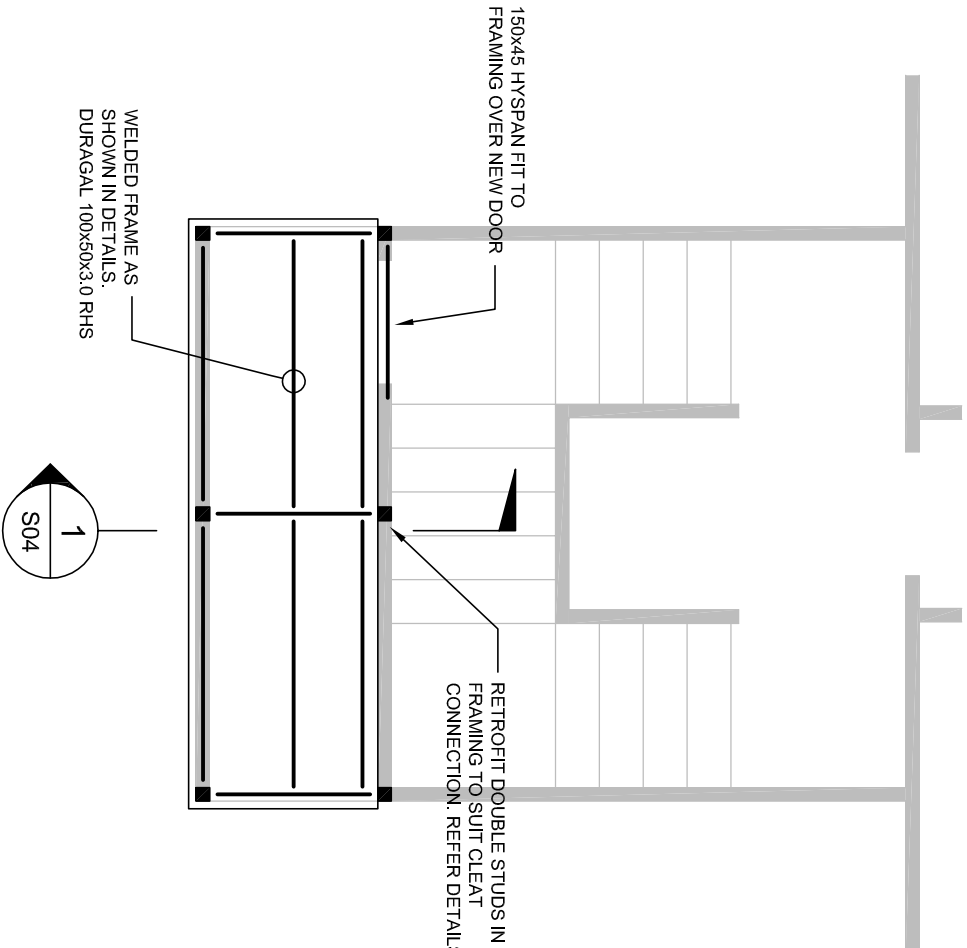 150x45 HYSPAN FIT TO
FRAMING OVER NEW DOOR
WELDED FRAME AS
SHOWN IN DETAILS.
DURAGAL 100x50x3.0 RHS
1
S04
RETROFIT DOUBLE STUDS IN
FRAMING TO SUIT CLEAT
CONNECTION. REFER DETAILS